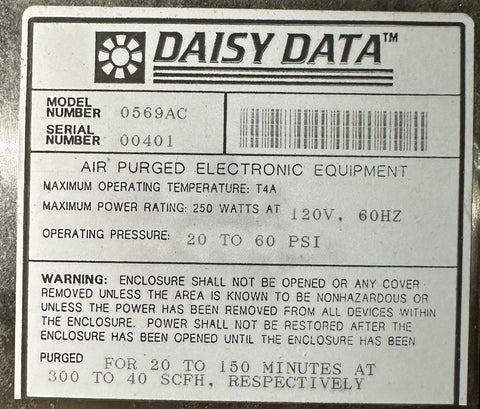 DAISY DATA™
MODEL NUMBER 0569AC
SERIAL NUMBER 00401
AIR PURGED ELECTRONIC EQUIPMENT
MAXIMUM OPERATING TEMPERATURE: T4A
MAXIMUM POWER RATING: 250 WATTS AT 120V, 60HZ
OPERATING PRESSURE: 20 TO 60 PSI
WARNING: ENCLOSURE SHALL NOT BE OPENED OR ANY COVER
REMOVED UNLESS THE AREA IS KNOWN TO BE NONHAZARDOUS OR
UNLESS THE POWER HAS BEEN REMOVED FROM ALL DEVICES WITHIN
THE ENCLOSURE. POWER SHALL NOT BE RESTORED AFTER THE
ENCLOSURE HAS BEEN OPENED UNTIL THE ENCLOSURE HAS BEEN
PURGED FOR 20 TO 150 MINUTES AT
300 TO 40 SCFH, RESPECTIVELY